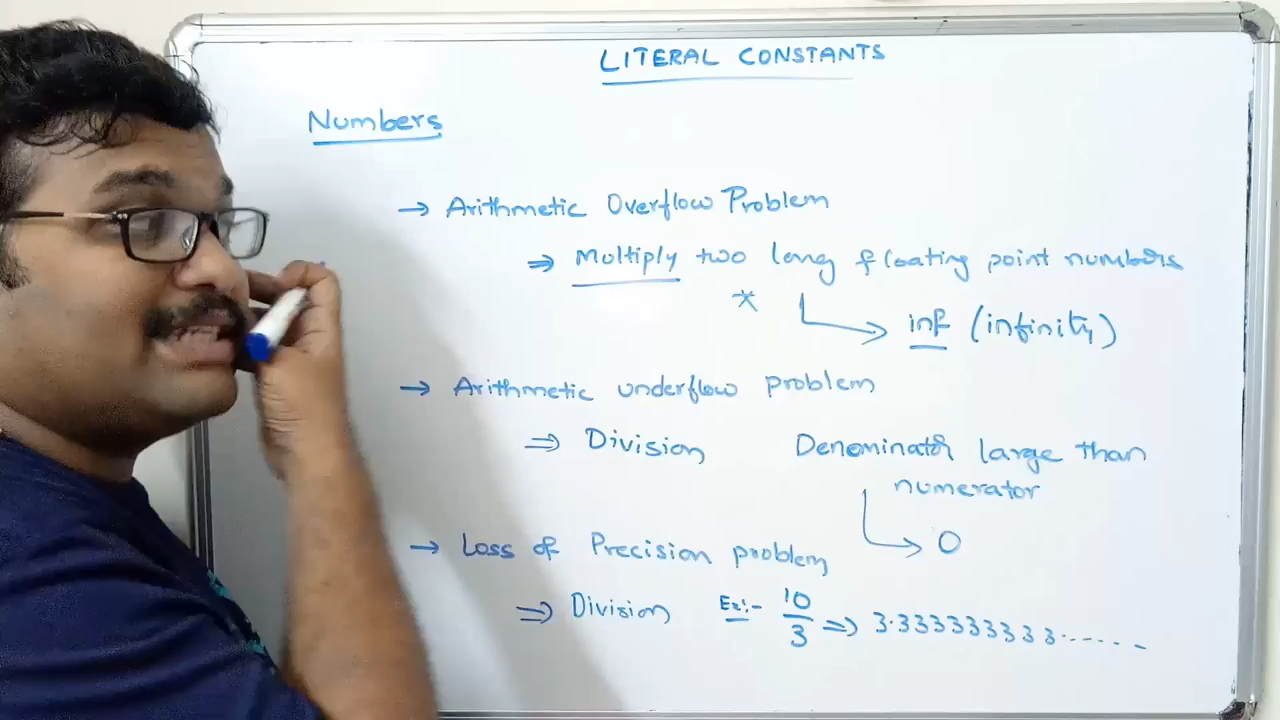 LITERAL CONSTANTS
Numbers
→ Arithmetic Overflow Problem
⇒ Multiply two long floating point numbers
*
inf (infinity)
→ Arithmetic underflow problem
⇒ Division Denominator large than
numerator
0
→ Loss of Precision problem
⇒ Division Ex:- 10/3 ⇒ 3.3333333333------